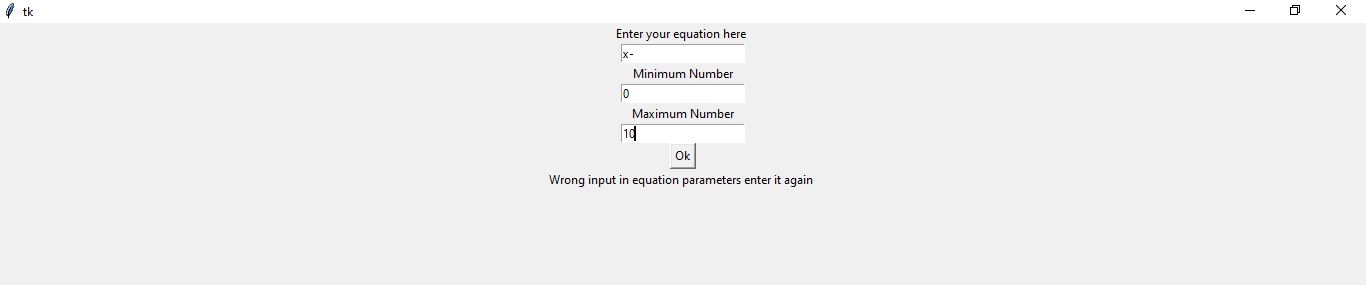 tk
Enter your equation here
x-
Minimum Number
0
Maximum Number
10
Ok
Wrong input in equation parameters enter it again